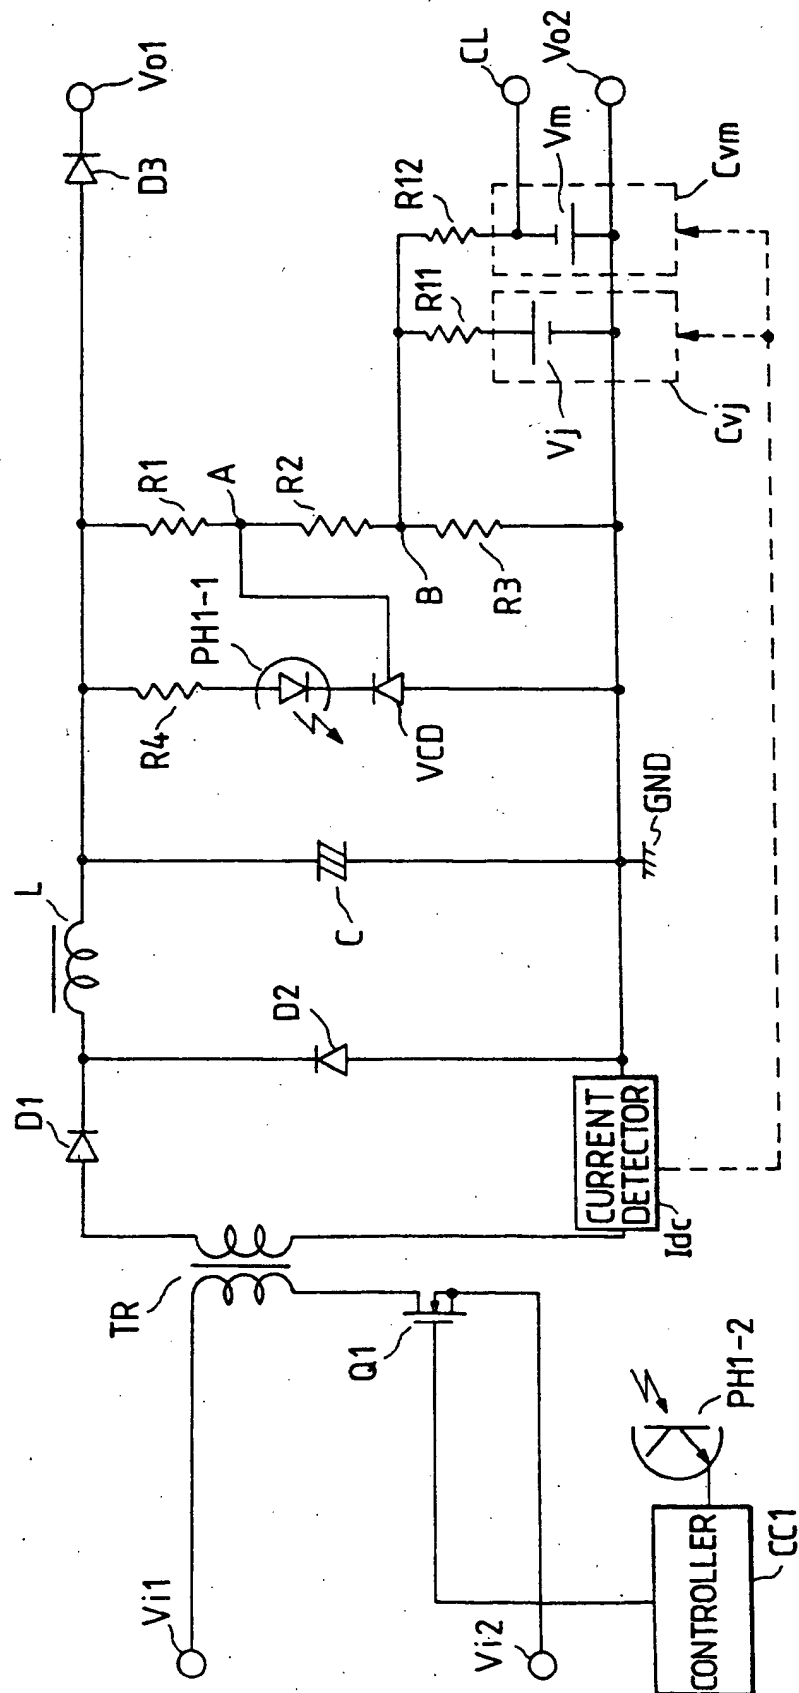 Vi1
Vi2
CONTROLLER
CC1
PH1-2
TR
Q1
D1
CURRENT
DETECTOR
Idc
D2
L
C
GND
R4
PH1-1
VCD
R1
A
R2
B
R3
R11
R12
Vj
Cvj
Vm
Cvm
D3
Vo1
CL
Vo2